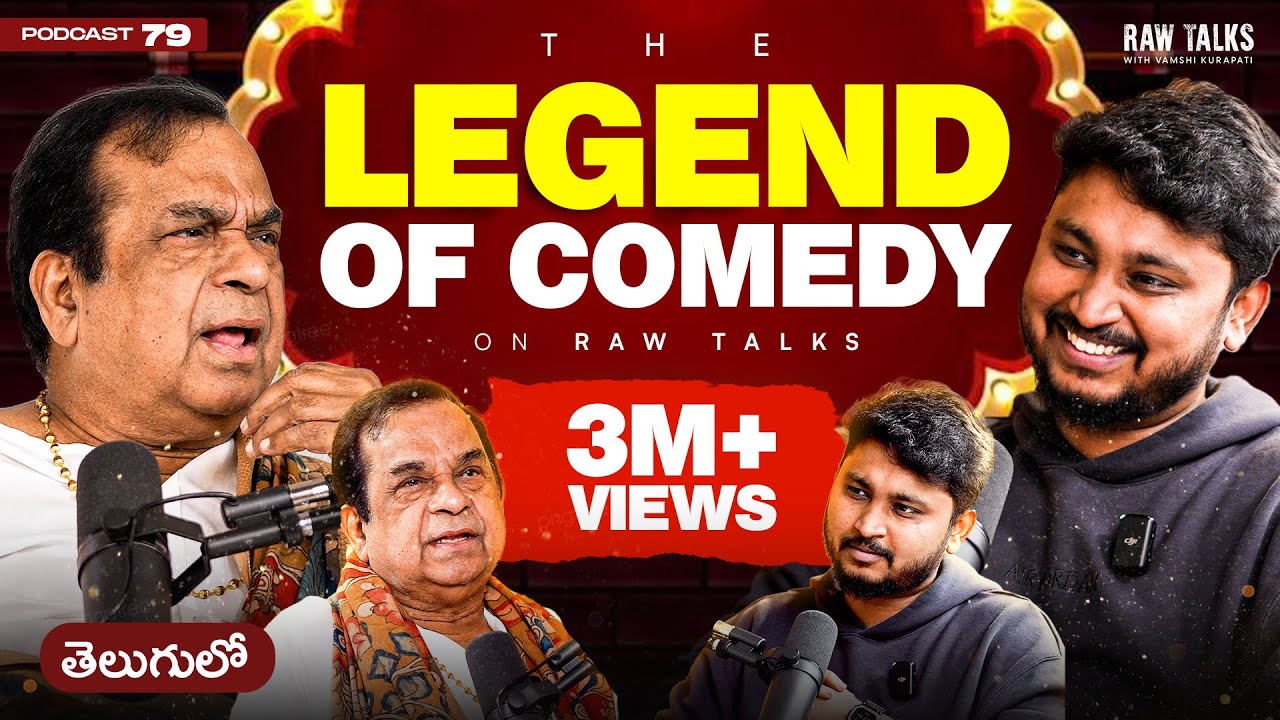 PODCAST 79
RAW TALKS
WITH VAMSHI KURAPATI
THE
LEGEND
OF COMEDY
ON RAW TALKS
3M+
VIEWS
తెలుగులో